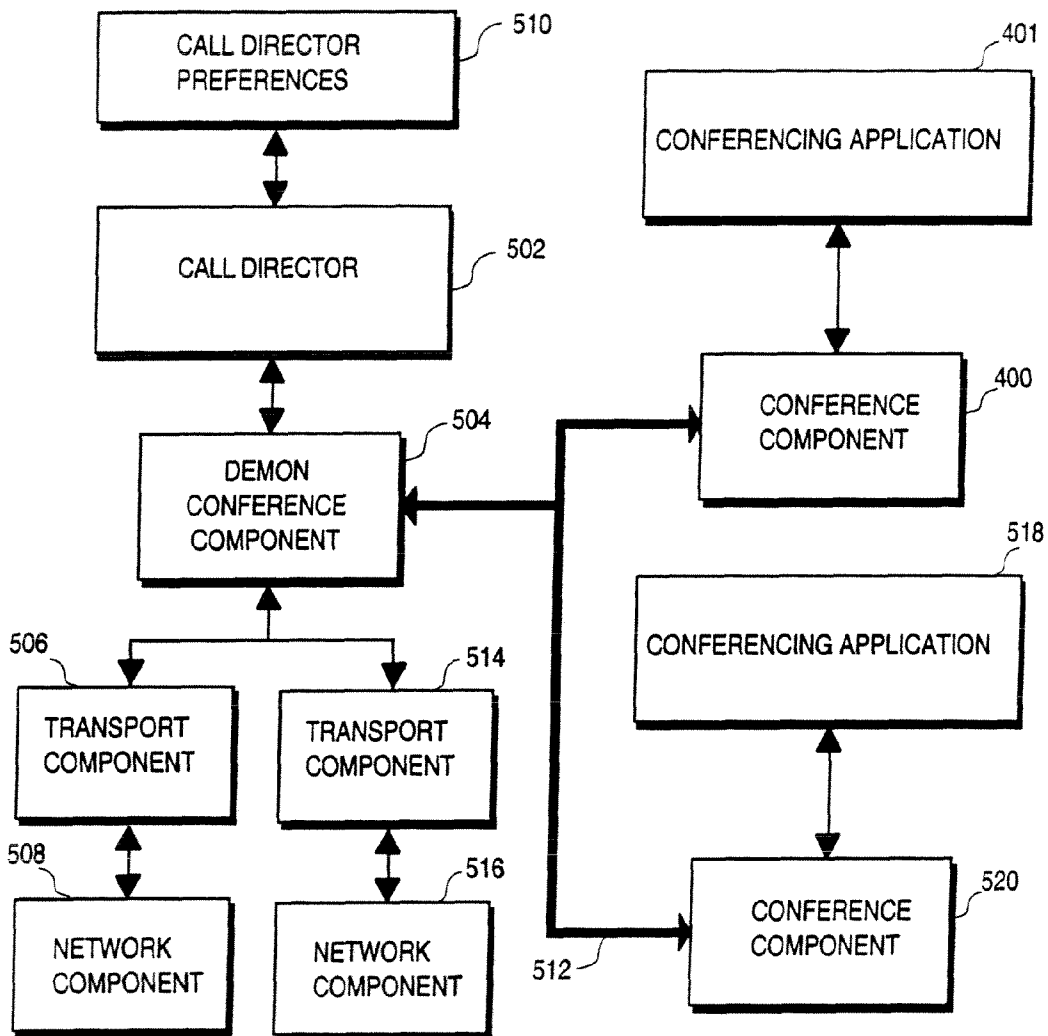 CALL DIRECTOR
PREFERENCES
510
401
CONFERENCING APPLICATION
CALL DIRECTOR
502
CONFERENCE
COMPONENT
400
DEMON
CONFERENCE
COMPONENT
504
518
CONFERENCING APPLICATION
506
TRANSPORT
COMPONENT
514
TRANSPORT
COMPONENT
508
NETWORK
COMPONENT
516
NETWORK
COMPONENT
512
CONFERENCE
COMPONENT
520